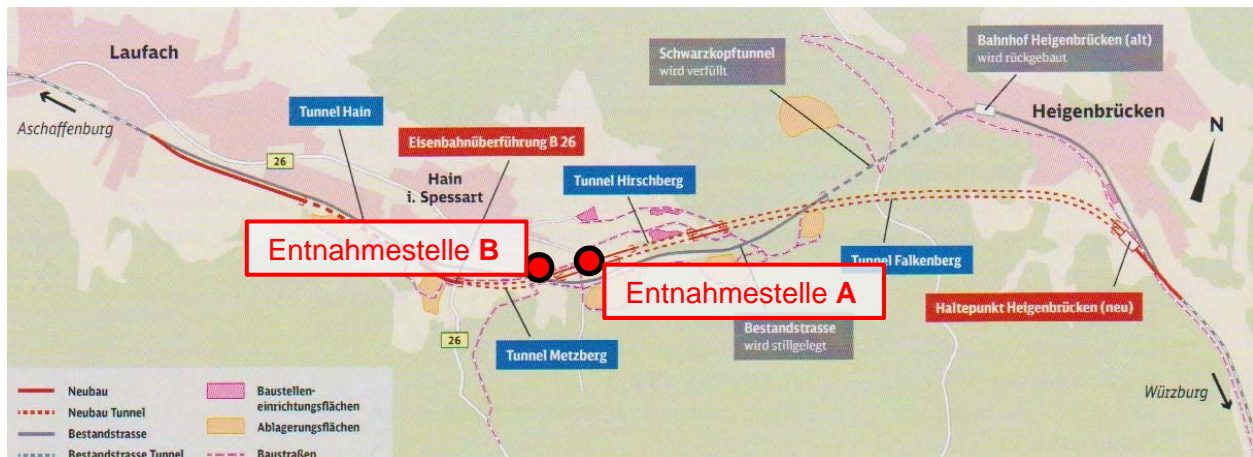 Laufach
Schwarzkopftunnel
wird verfüllt
Bahnhof Heigenbrücken (alt)
wird rückgebaut
Aschaffenburg
Tunnel Hain
Heigenbrücken
N
Eisenbahnüberführung B 26
26
Hain
i. Spessart
Tunnel Hirschberg
Entnahmestelle B
Entnahmestelle A
Tunnel Falkenberg
Haltepunkt Heigenbrücken (neu)
Bestandstrasse
wird stillgelegt
26
Tunnel Metzberg
Würzburg
Neubau
Neubau Tunnel
Bestandstrasse
Bestandstrasse Tunnel
Baustellen-
einrichtungsflächen
Ablagerungsflächen
Baustraßen